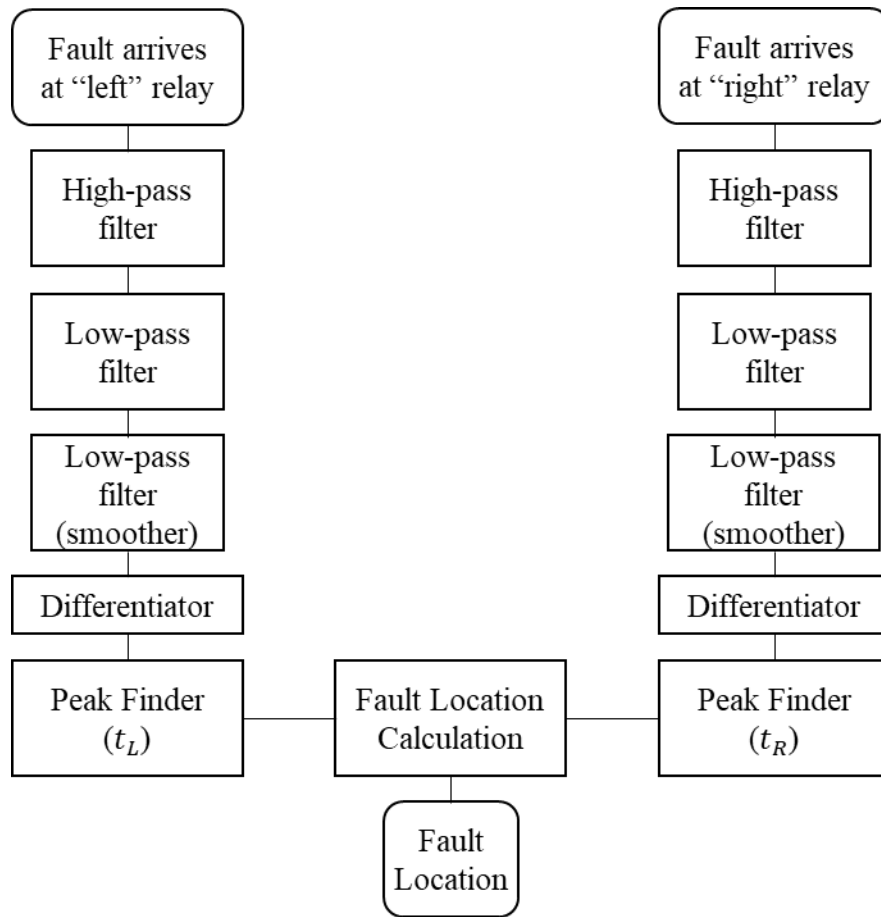 Fault arrives
at “left” relay
High-pass
filter
Low-pass
filter
Low-pass
filter
(smoother)
Differentiator
Peak Finder
(t_L)
Fault arrives
at “right” relay
High-pass
filter
Low-pass
filter
Low-pass
filter
(smoother)
Differentiator
Peak Finder
(t_R)
Fault Location
Calculation
Fault
Location